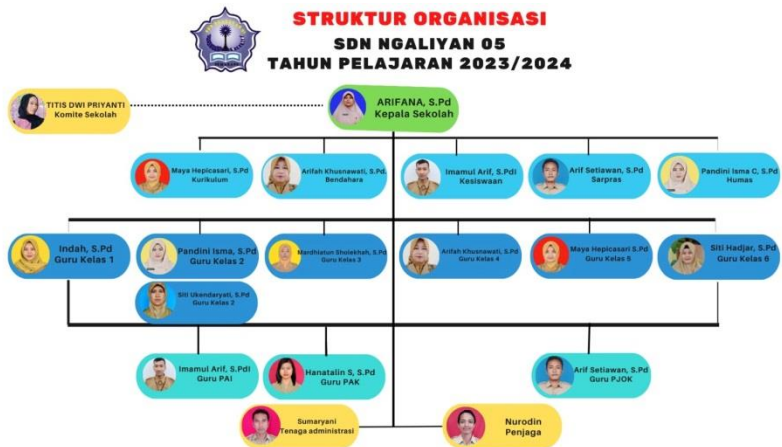 STRUKTUR ORGANISASI
SDN NGALIYAN 05
TAHUN PELAJARAN 2023/2024
TITIS DWI PRIYANTI
Komite Sekolah
ARIFANA, S.Pd
Kepala Sekolah
Maya Hepicasari, S.Pd
Kurikulum
Arifah Khusnawati, S.Pd.
Bendahara
Imamul Arif, S.PdI
Kesiswaan
Arif Setiawan, S.Pd
Sarpras
Pandini Isma C, S.Pd
Humas
Indah, S.Pd
Guru Kelas 1
Pandini Isma, S.Pd
Guru Kelas 2
Mardhiatun Sholekhah, S.Pd
Guru Kelas 3
Arifah Khusnawati, S.Pd
Guru Kelas 4
Maya Hepicasari S.Pd
Guru Kelas 5
Siti Hadjar, S.Pd
Guru Kelas 6
Siti Ukendaryati, S.Pd
Guru Kelas 2
Imamul Arif, S.PdI
Guru PAI
Hanatalin S, S.Pd
Guru PAK
Arif Setiawan, S.Pd
Guru PJOK
Sumaryani
Tenaga administrasi
Nurodin
Penjaga